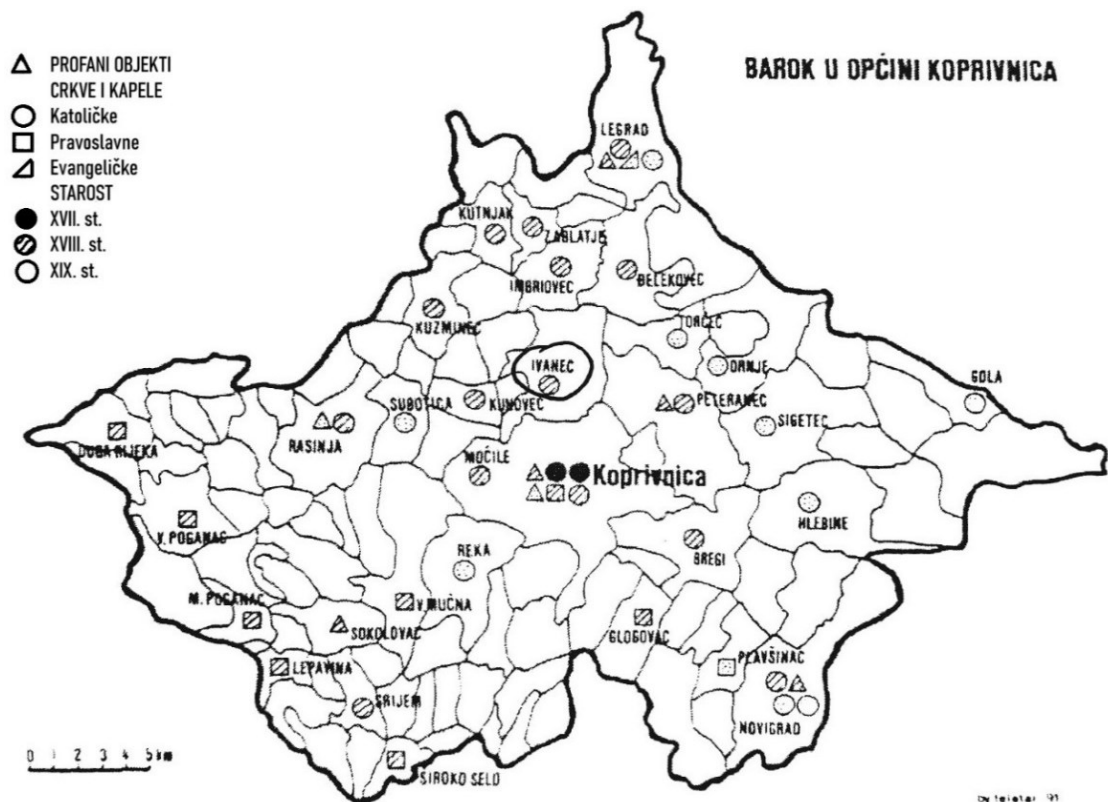 BAROK U OPĆINI KOPRIVNICA
PROFANI OBJEKTI
CRKVE I KAPELE
Katoličke
Pravoslavne
Evangeličke
STAROST
XVII. st.
XVIII. st.
XIX. st.
LEGRAD
KUTNJAK
ZABLATJE
IMBRIOVEC
ĐELEKOVEC
KUZMINEC
TORČEC
IVANEC
DRNJE
GOLA
SUBOTICA
KUNOVEC
PETERANEC
RASINJA
SIGETEC
DUGA RIJEKA
MOČILE
Koprivnica
HLEBINE
V. POGANAC
BREGI
REKA
M. POGANAC
V. MUČNA
SOKOLOVAC
GLOGOVAC
PLAVŠINAC
LEPAVINA
SRIJEM
NOVIGRAD
ŠIROKO SELO
0 1 2 3 4 5 km